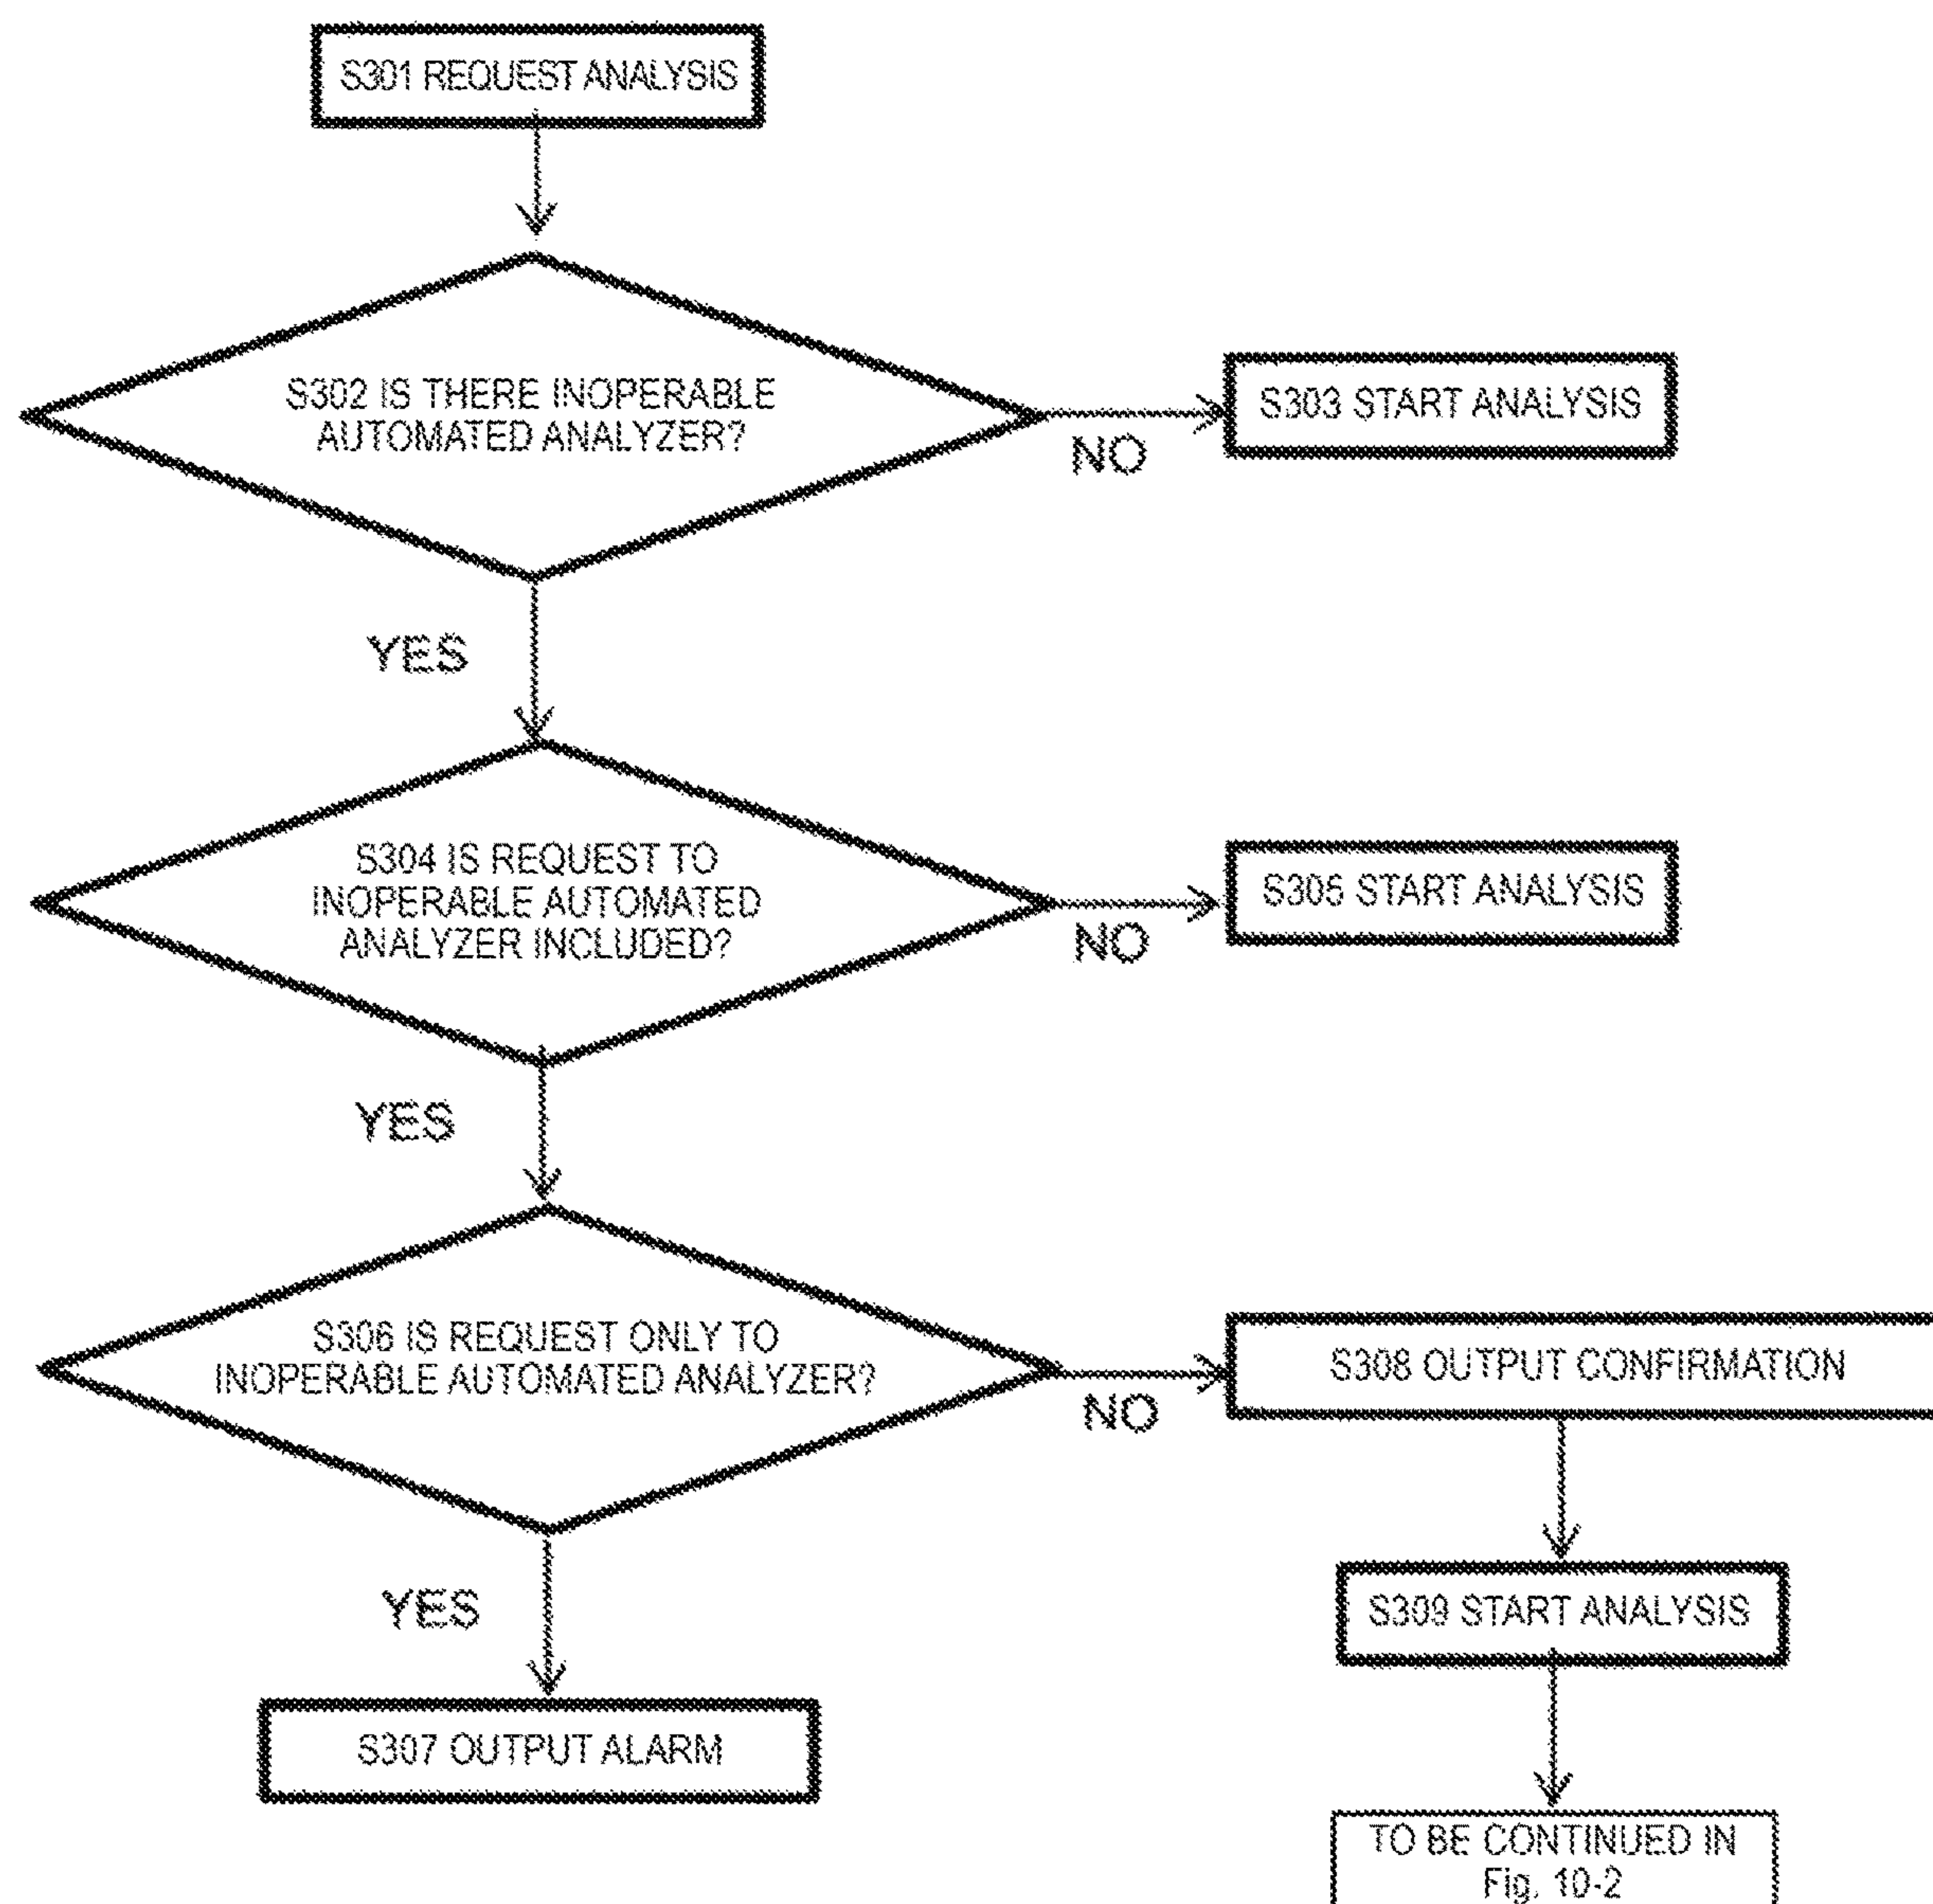 S301 REQUEST ANALYSIS
S302 IS THERE INOPERABLE
AUTOMATED ANALYZER?
NO
S303 START ANALYSIS
YES
S304 IS REQUEST TO
INOPERABLE AUTOMATED
ANALYZER INCLUDED?
NO
S305 START ANALYSIS
YES
S306 IS REQUEST ONLY TO
INOPERABLE AUTOMATED ANALYZER?
NO
S308 OUTPUT CONFIRMATION
YES
S309 START ANALYSIS
S307 OUTPUT ALARM
TO BE CONTINUED IN
Fig. 10-2